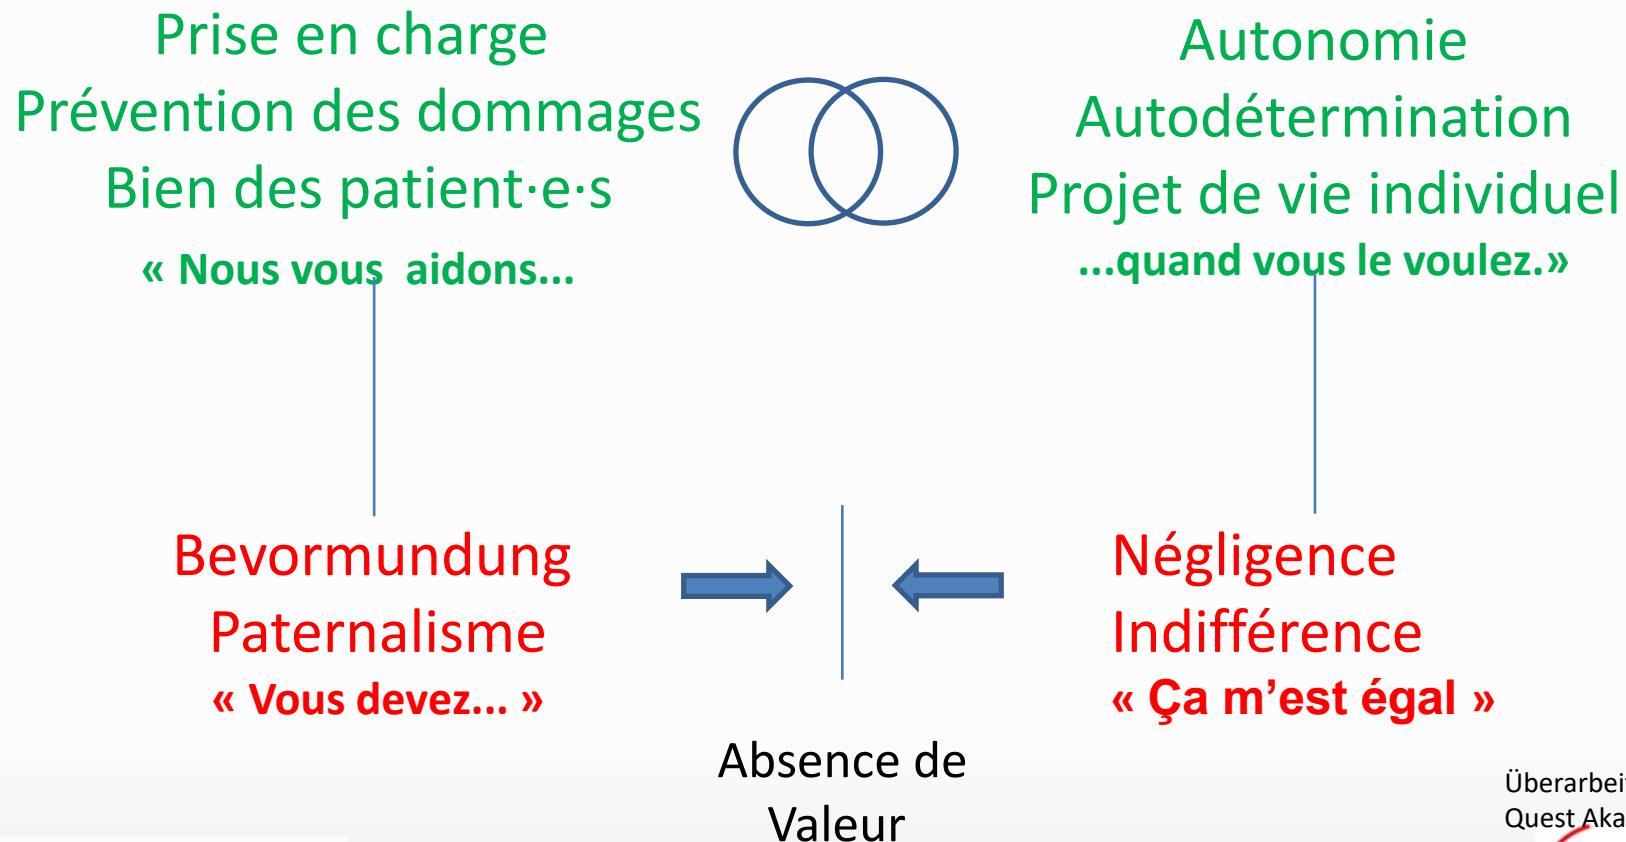 Prise en charge
Prévention des dommages
Bien des patient·e·s
« Nous vous  aidons...
Autonomie
Autodétermination
Projet de vie individuel
...quand vous le voulez.»
Bevormundung
Paternalisme
« Vous devez... »
Négligence
Indifférence
« Ça m’est égal »
Absence de
Valeur
Quest